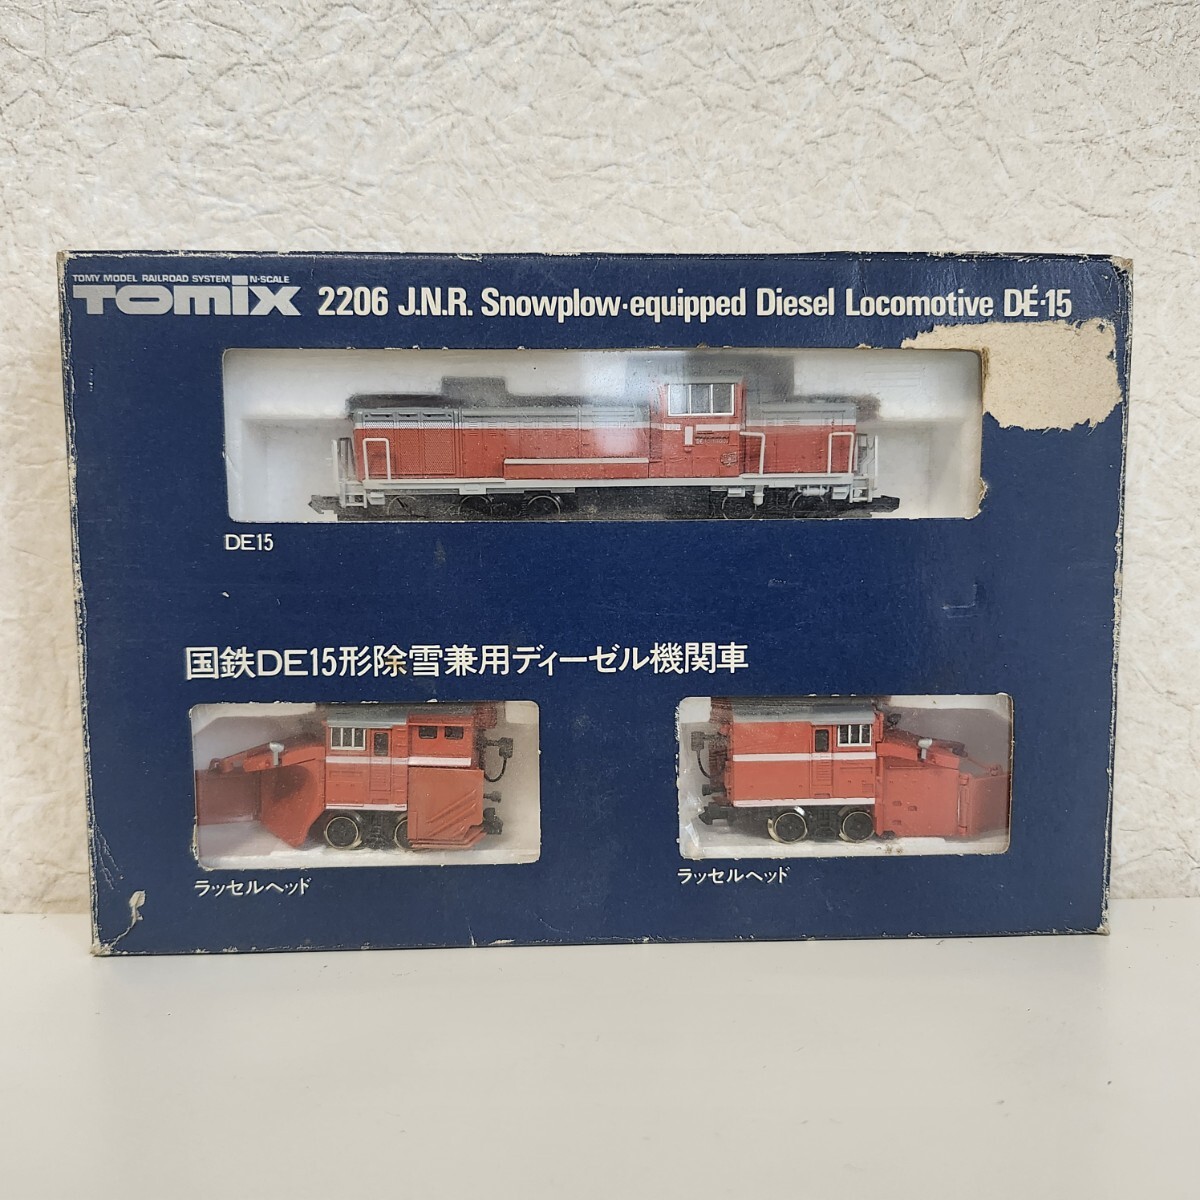 TOMY MODEL RAILROAD SYSTEM N-SCALE
TOMIX 2206 J.N.R. Snowplow·equipped Diesel Locomotive DE·15
DE15
国鉄DE15形除雪兼用ディーゼル機関車
ラッセルヘッド
ラッセルヘッド